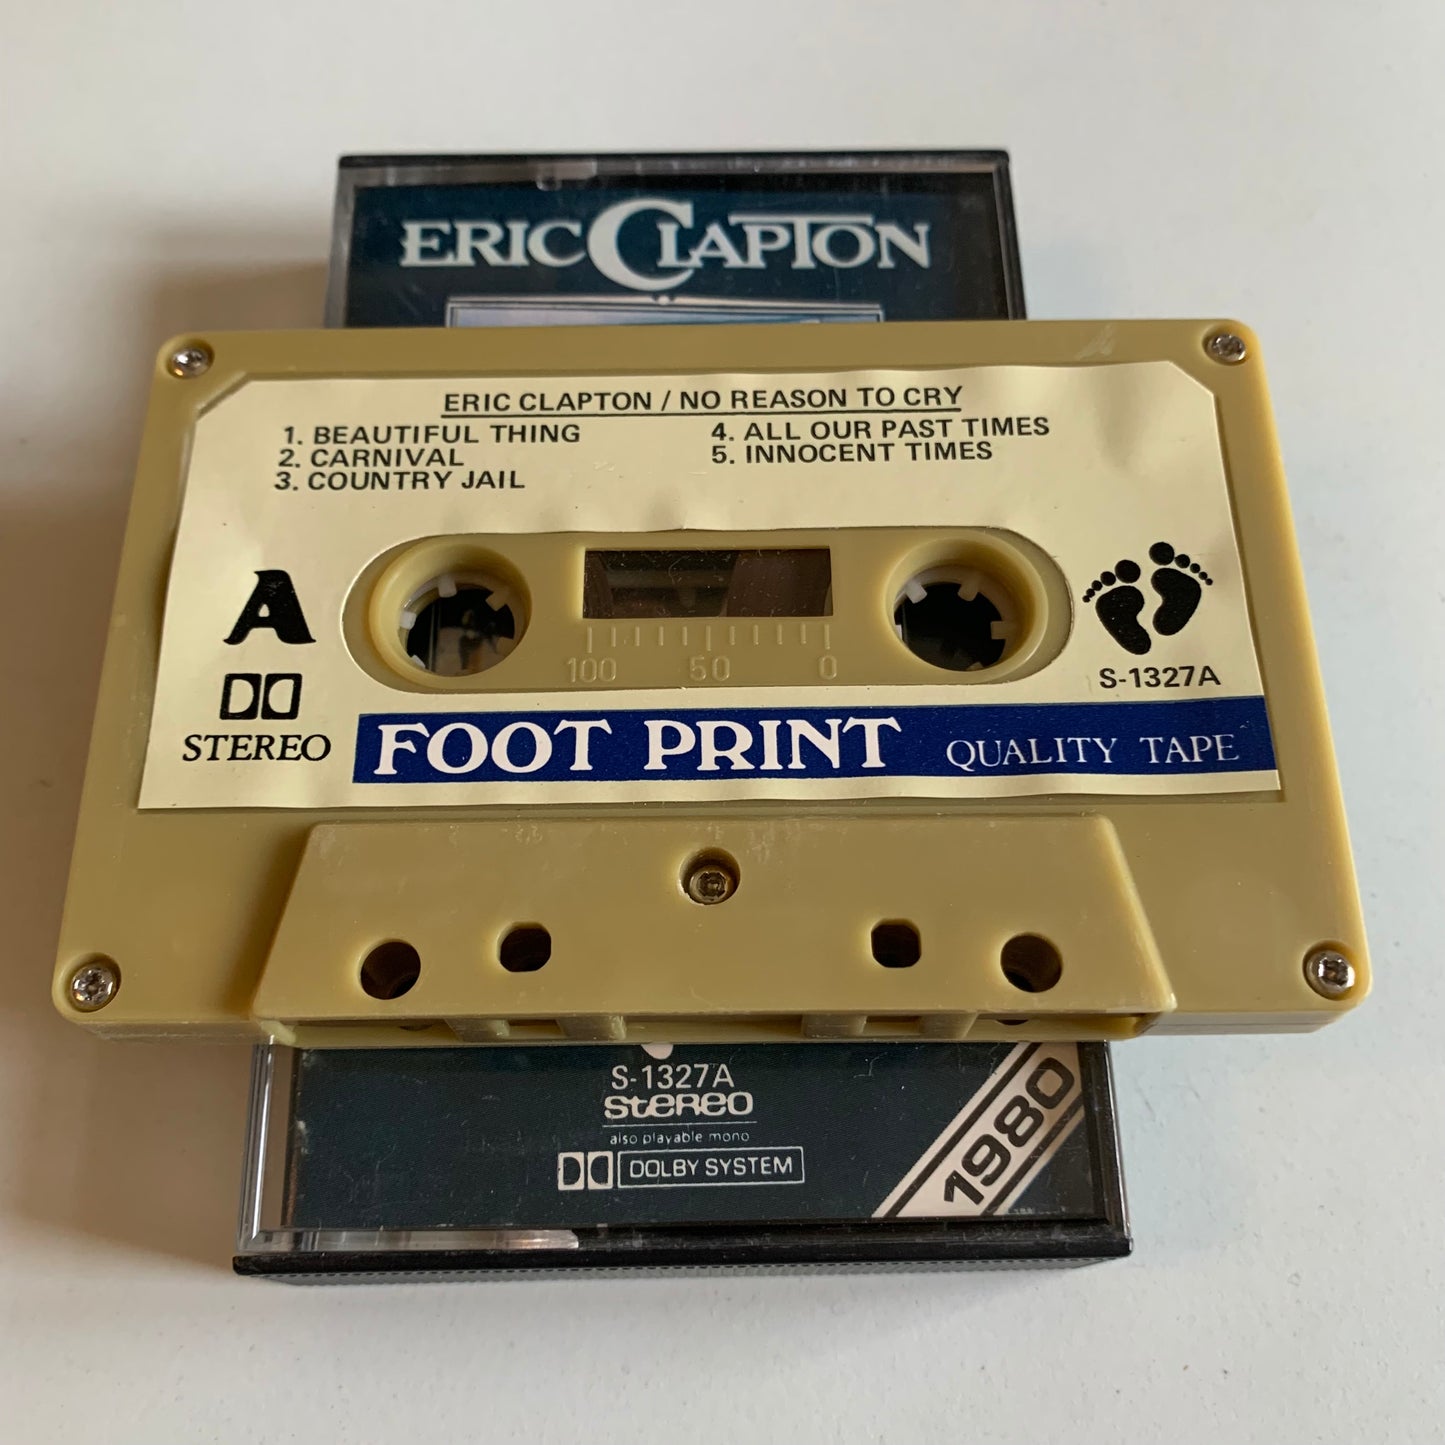 ERIC CLAPTON
ERIC CLAPTON / NO REASON TO CRY
1. BEAUTIFUL THING
2. CARNIVAL
3. COUNTRY JAIL
4. ALL OUR PAST TIMES
5. INNOCENT TIMES
A
STEREO
100 50 0
S-1327A
FOOT PRINT QUALITY TAPE
S-1327A
stereo
also playable mono
DOLBY SYSTEM
1980